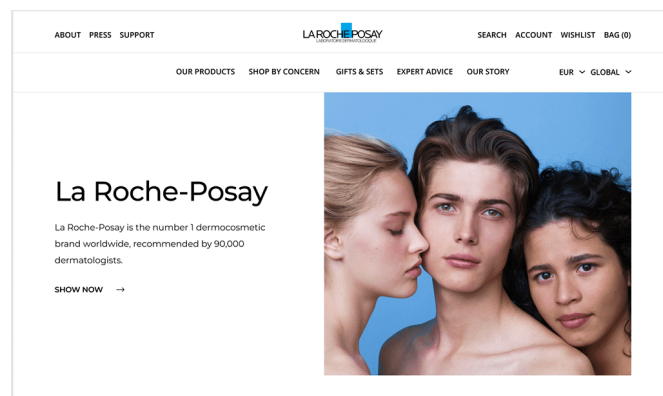 ABOUT PRESS SUPPORT
LA ROCHE POSAY
LABORATOIRE DERMATOLOGIQUE
SEARCH ACCOUNT WISHLIST BAG (0)
OUR PRODUCTS SHOP BY CONCERN GIFTS & SETS EXPERT ADVICE OUR STORY
EUR GLOBAL
La Roche-Posay
La Roche-Posay is the number 1 dermocosmetic
brand worldwide, recommended by 90,000
dermatologists.
SHOW NOW